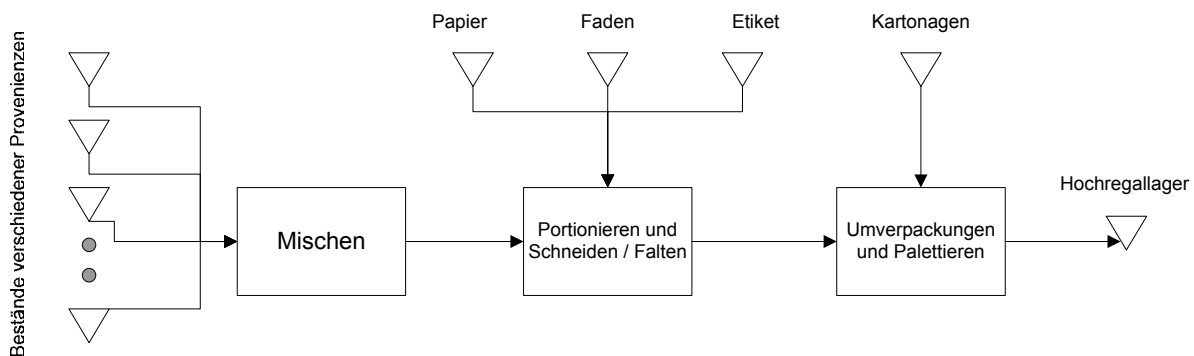 Bestände verschiedener Provenienzen
Papier
Faden
Etiket
Kartonagen
Hochregallager
Mischen
Portionieren und
Schneiden / Falten
Umverpackungen
und Palettieren